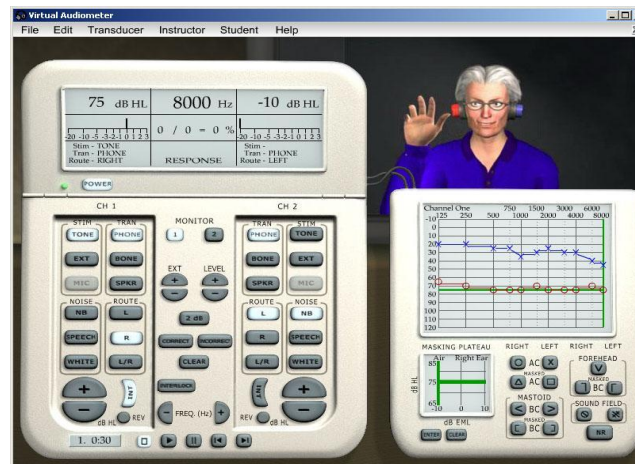 Virtual Audiometer
File Edit Transducer Instructor Student Help
75 dB HL 8000 Hz -10 dB HL
-20 -10 -5 -3-2-1 0 1 2 3 0 / 0 = 0 % -20 -10 -5 -3-2-1 0 1 2 3
Stim - TONE Stim -
Tran - PHONE Tran - PHONE
Route - RIGHT RESPONSE Route - LEFT
POWER
CH 1 CH 2
STIM TRAN MONITOR TRAN STIM
TONE PHONE 1 2 PHONE TONE
EXT BONE EXT LEVEL BONE EXT
MIC SPKR + + SPKR MIC
NOISE ROUTE - - ROUTE NOISE
NB L 2 dB L NB
SPEECH R CORRECT INCORRECT R SPEECH
WHITE L/R CLEAR L/R WHITE
+ INT INTERLOCK INT +
- dB HL REV - FREQ. (Hz) + REV dB HL -
1. 0:30
Channel One 750 1500 3000 6000
125 250 500 1000 2000 4000 8000
-10
0
10
20
30
40
50
60
70
80
90
100
110
120
MASKING PLATEAU RIGHT LEFT RIGHT LEFT
Air Right Ear
85
75
65
-10 0 10
dB HL
dB EML
ENTER CLEAR
AC X
MASKED
AC
MASTOID
< BC >
MASKED
[ BC ]
FOREHEAD
V
MASKED
BC
SOUND FIELD
NR